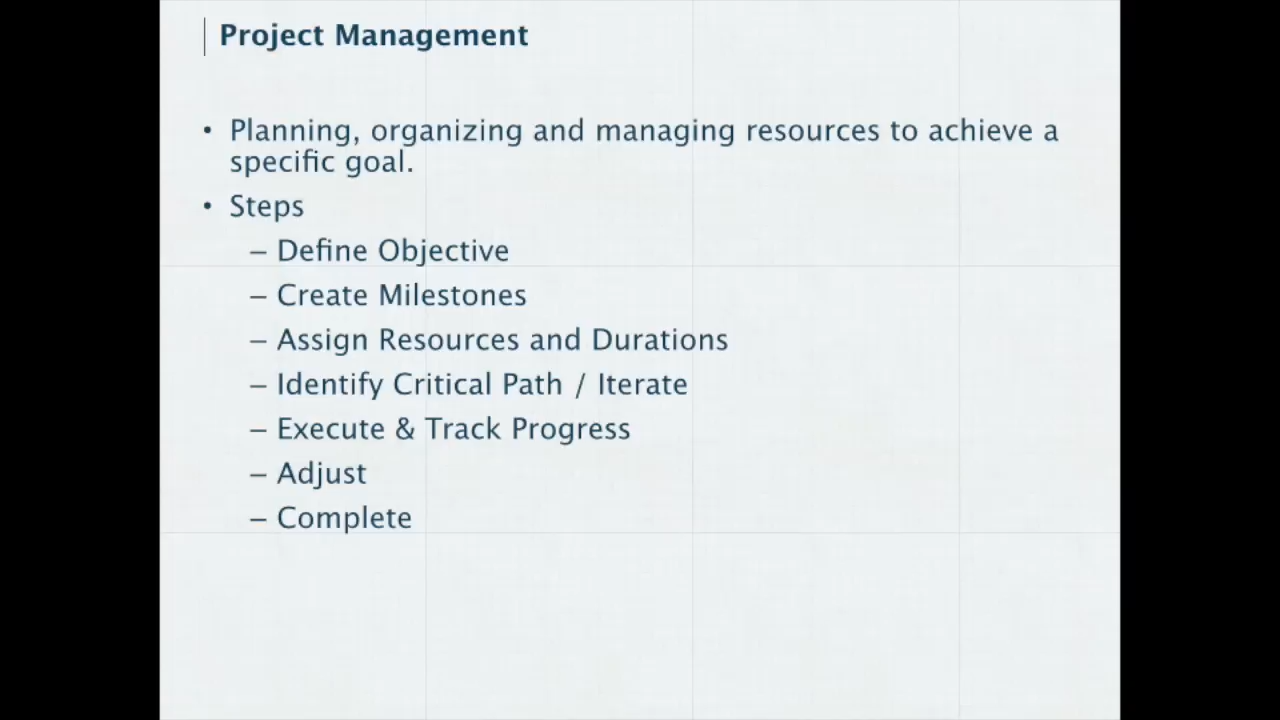 Project Management
• Planning, organizing and managing resources to achieve a
specific goal.
• Steps
– Define Objective
– Create Milestones
– Assign Resources and Durations
– Identify Critical Path / Iterate
– Execute & Track Progress
– Adjust
– Complete